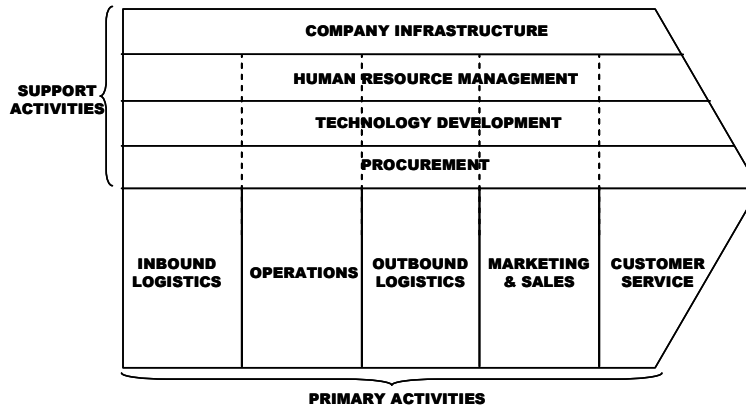 COMPANY INFRASTRUCTURE
HUMAN RESOURCE MANAGEMENT
SUPPORT
ACTIVITIES
TECHNOLOGY DEVELOPMENT
PROCUREMENT
INBOUND
LOGISTICS
OPERATIONS
OUTBOUND
LOGISTICS
MARKETING
& SALES
CUSTOMER
SERVICE
PRIMARY ACTIVITIES